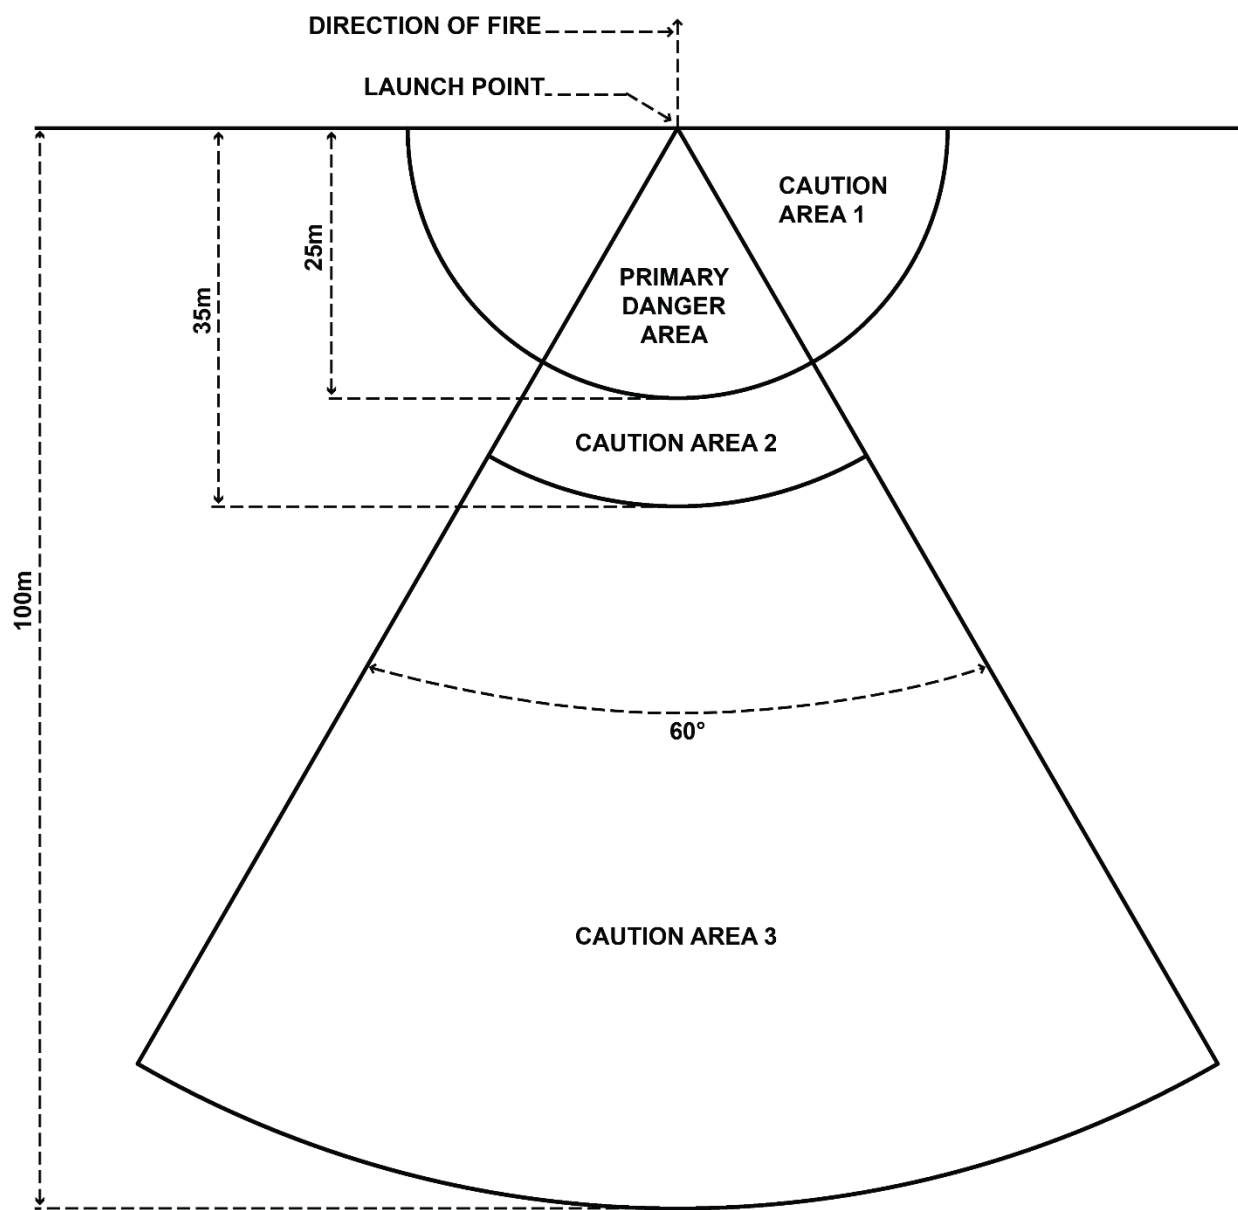 DIRECTION OF FIRE
LAUNCH POINT
CAUTION
AREA 1
25m
PRIMARY
DANGER
AREA
35m
CAUTION AREA 2
100m
60°
CAUTION AREA 3